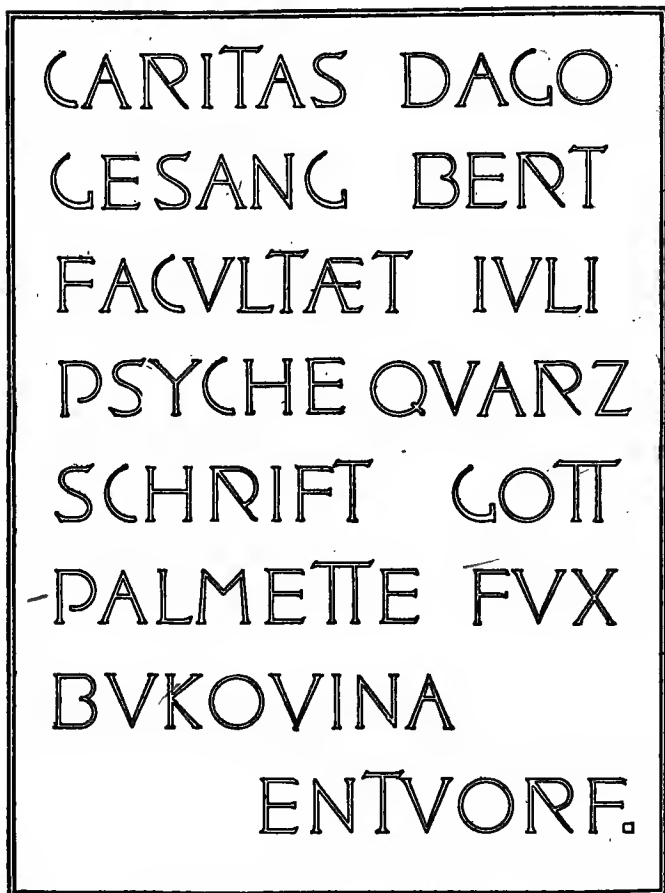 CARITAS DAGO
GESANG BERT
FACVLTÆT IVLI
PSYCHE QVARZ
SCHRIFT GOTT
PALMETTE FVX
BVKOVINA
ENTVORF.